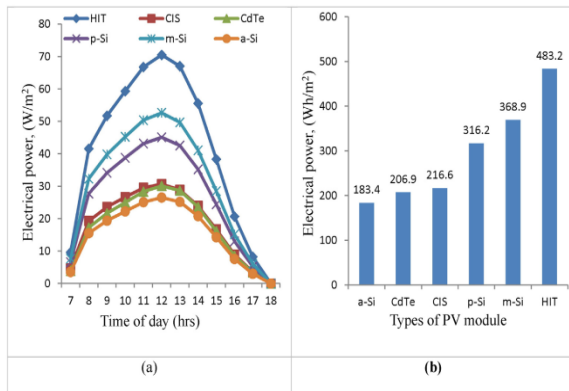 HIT CIS CdTe
p-Si m-Si a-Si
Electrical power, (W/m²)
80
70
60
50
40
30
20
10
0
7 8 9 10 11 12 13 14 15 16 17 18
Time of day (hrs)
(a)
Electrical power, (Wh/m²)
600
500
400
300
200
100
0
183.4
206.9
216.6
316.2
368.9
483.2
a-Si CdTe CIS p-Si m-Si HIT
Types of PV module
(b)